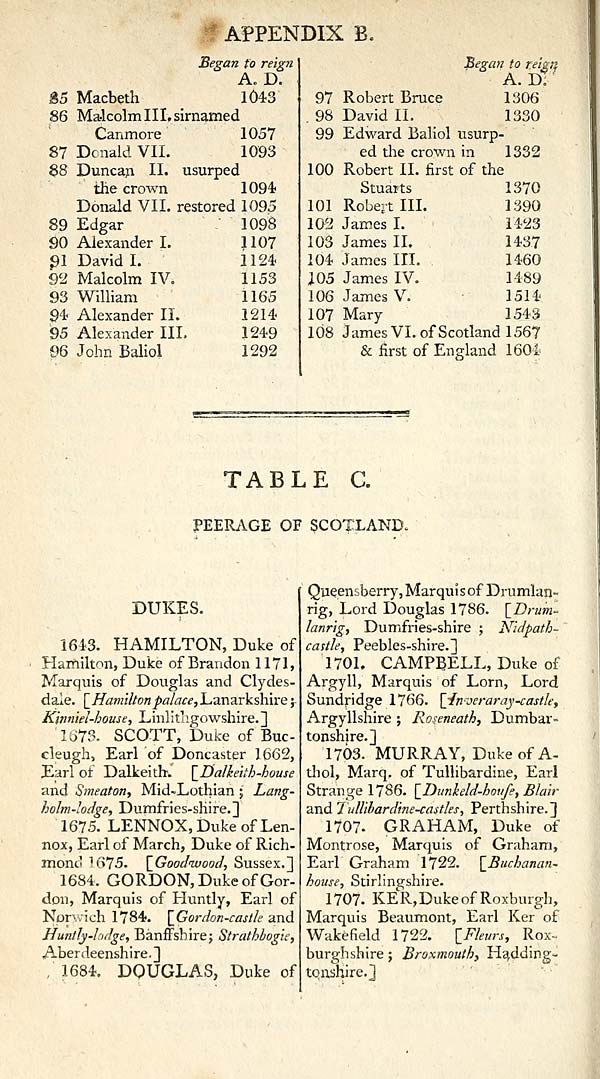 APPENDIX B.
Began to reign
A. D.
85 Macbeth 1043
86 Malcolm III. sirnamed
Canmore 1057
87 Donald VII. 1093
88 Duncan II. usurped
the crown 1094
Donald VII. restored 1095
89 Edgar 1098
90 Alexander I. 1107
91 David I. 1124
92 Malcolm IV. 1153
93 William 1165
94 Alexander II. 1214
95 Alexander III. 1249
96 John Baliol 1292
Began to reign
A. D.
97 Robert Bruce 1306
98 David II. 1330
99 Edward Baliol usurp-
ed the crown in 1332
100 Robert II. first of the
Stuarts 1370
101 Robert III. 1390
102 James I. 1423
103 James II. 1437
104 James III. 1460
105 James IV. 1489
106 James V. 1514
107 Mary 1543
108 James VI. of Scotland 1567
& first of England 1604
TABLE C.
PEERAGE OF SCOTLAND.
DUKES.
1643. HAMILTON, Duke of
Hamilton, Duke of Brandon 1171,
Marquis of Douglas and Clydes-
dale. [Hamilton palace, Lanarkshire;
Kinniel-house, Linlithgowshire.]
1673. SCOTT, Duke of Buc-
cleugh, Earl of Doncaster 1662,
Earl of Dalkeith. [Dalkeith-house
and Smeaton, Mid-Lothian; Lang-
holm-lodge, Dumfries-shire.]
1675. LENNOX, Duke of Len-
nox, Earl of March, Duke of Rich-
mond 1675. [Goodwood, Sussex.]
1684. GORDON, Duke of Gor-
don, Marquis of Huntly, Earl of
Norwich 1784. [Gordon-castle and
Huntly-lodge, Banffshire; Strathbogie,
Aberdeenshire.]
1684. DOUGLAS, Duke of
Queensberry, Marquis of Drumlan-
rig, Lord Douglas 1786. [Drum-
lanrig, Dumfries-shire; Nidpath-
castle, Peebles-shire.]
1701. CAMPBELL, Duke of
Argyll, Marquis of Lorn, Lord
Sundridge 1766. [Inveraray-castle,
Argyllshire; Roseneath, Dumbar-
tonshire.]
1703. MURRAY, Duke of A-
thol, Marq. of Tullibardine, Earl
Strange 1786. [Dunkeld-house, Blair
and Tullibardine-castles, Perthshire.]
1707. GRAHAM, Duke of
Montrose, Marquis of Graham,
Earl Graham 1722. [Buchanan-
house, Stirlingshire.
1707. KER, Duke of Roxburgh,
Marquis Beaumont, Earl Ker of
Wakefield 1722. [Fleurs, Rox-
burghshire; Broxmouth, Hadding-
tonshire.]